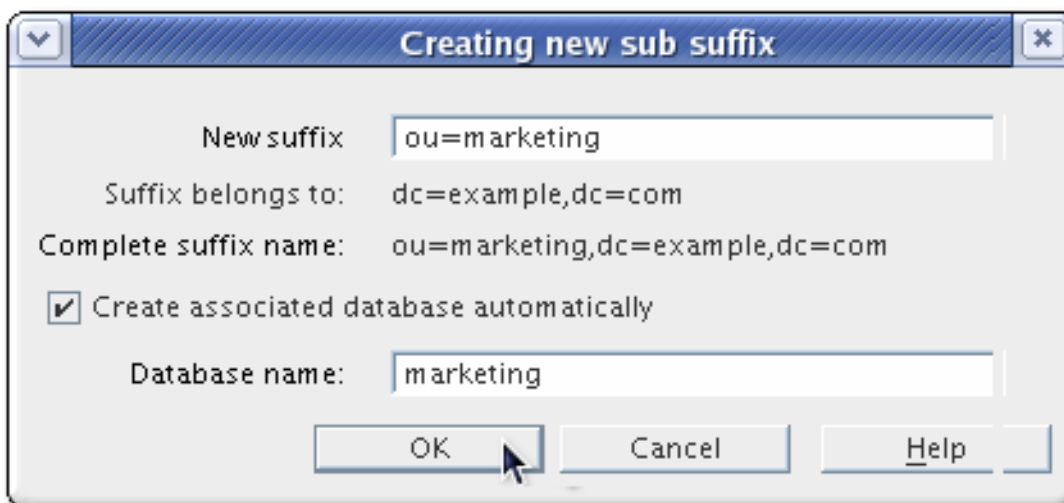 Creating new sub suffix
New suffix ou=marketing
Suffix belongs to: dc=example,dc=com
Complete suffix name: ou=marketing,dc=example,dc=com
Create associated database automatically
Database name: marketing
OK Cancel Help